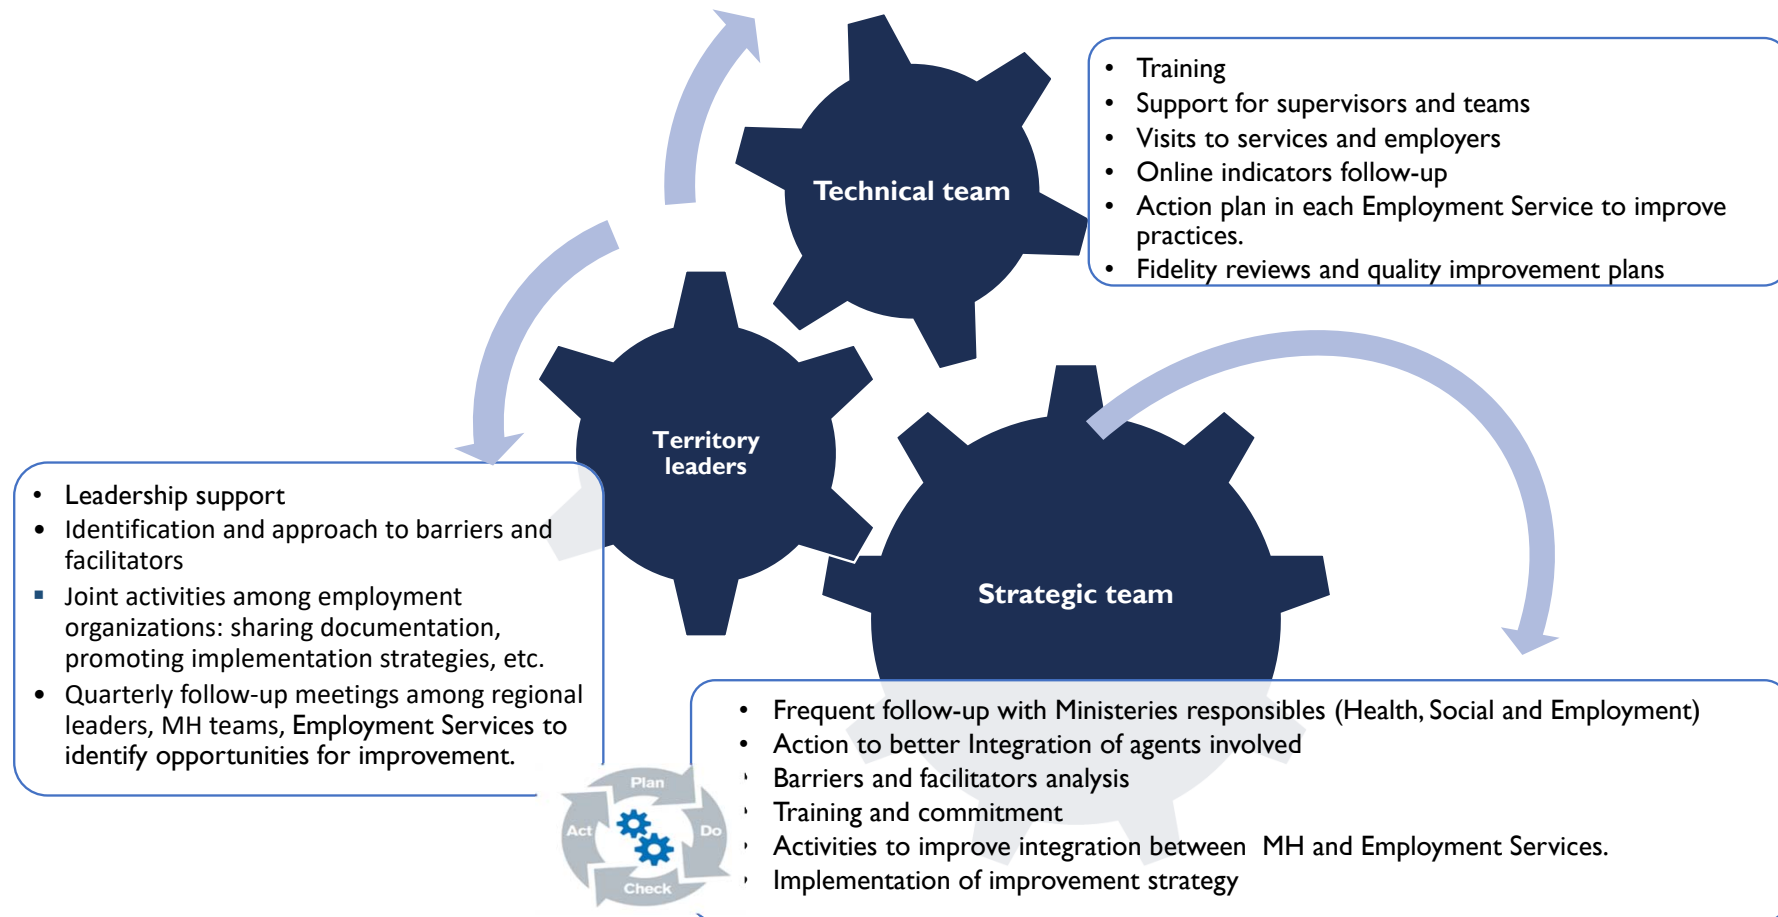 Technical team
• Training
• Support for supervisors and teams
• Visits to services and employers
• Online indicators follow-up
• Action plan in each Employment Service to improve
practices.
• Fidelity reviews and quality improvement plans
Territory
leaders
• Leadership support
• Identification and approach to barriers and
facilitators
▪ Joint activities among employment
organizations: sharing documentation,
promoting implementation strategies, etc.
• Quarterly follow-up meetings among regional
leaders, MH teams, Employment Services to
identify opportunities for improvement.
Strategic team
• Frequent follow-up with Ministeries responsibles (Health, Social and Employment)
• Action to better Integration of agents involved
• Barriers and facilitators analysis
• Training and commitment
• Activities to improve integration between MH and Employment Services.
• Implementation of improvement strategy
Plan
Do
Check
Act